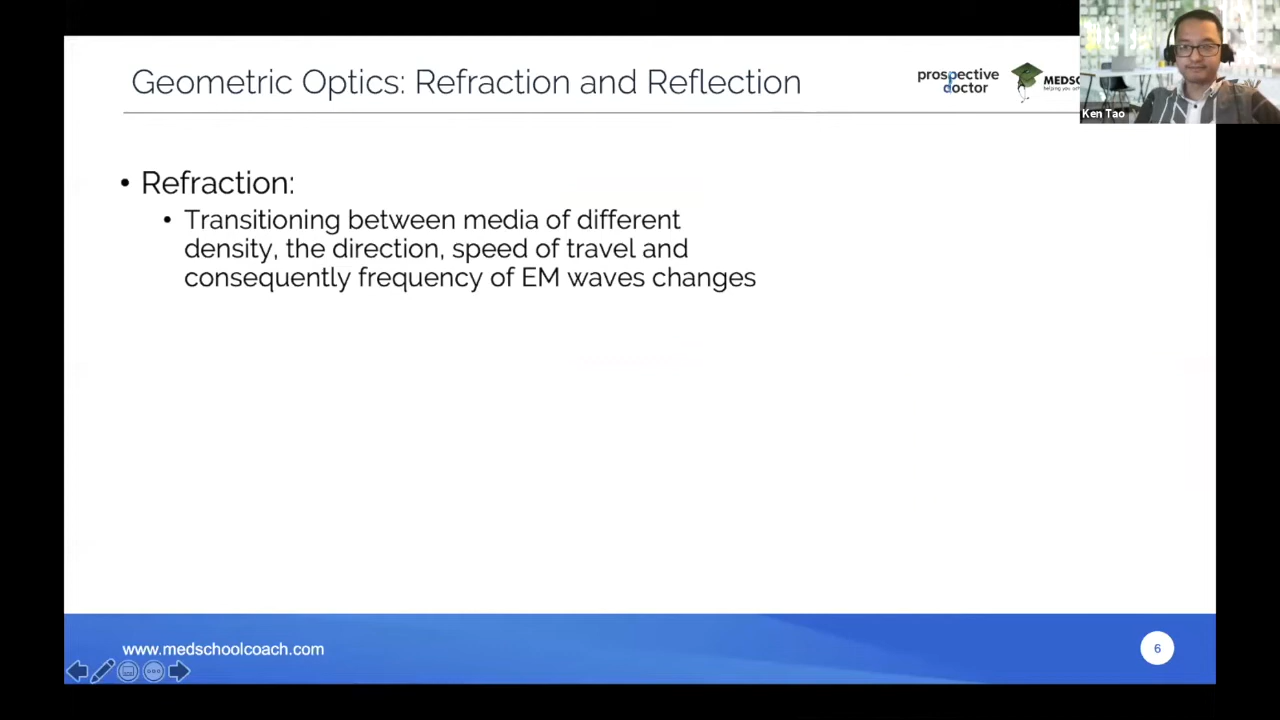 Geometric Optics: Refraction and Reflection
prospective
doctor
MEDSC
Ken Tao
• Refraction:
• Transitioning between media of different
density, the direction, speed of travel and
consequently frequency of EM waves changes
www.medschoolcoach.com
6